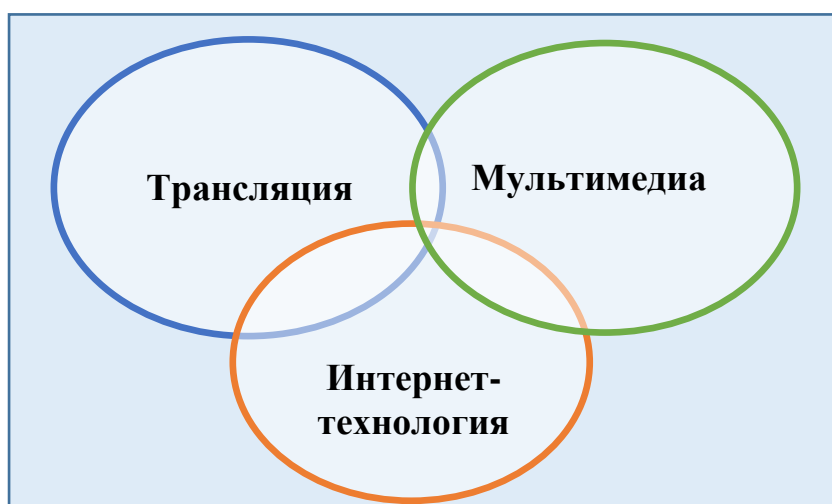 Трансляция
Мультимедиа
Интернет-
технология